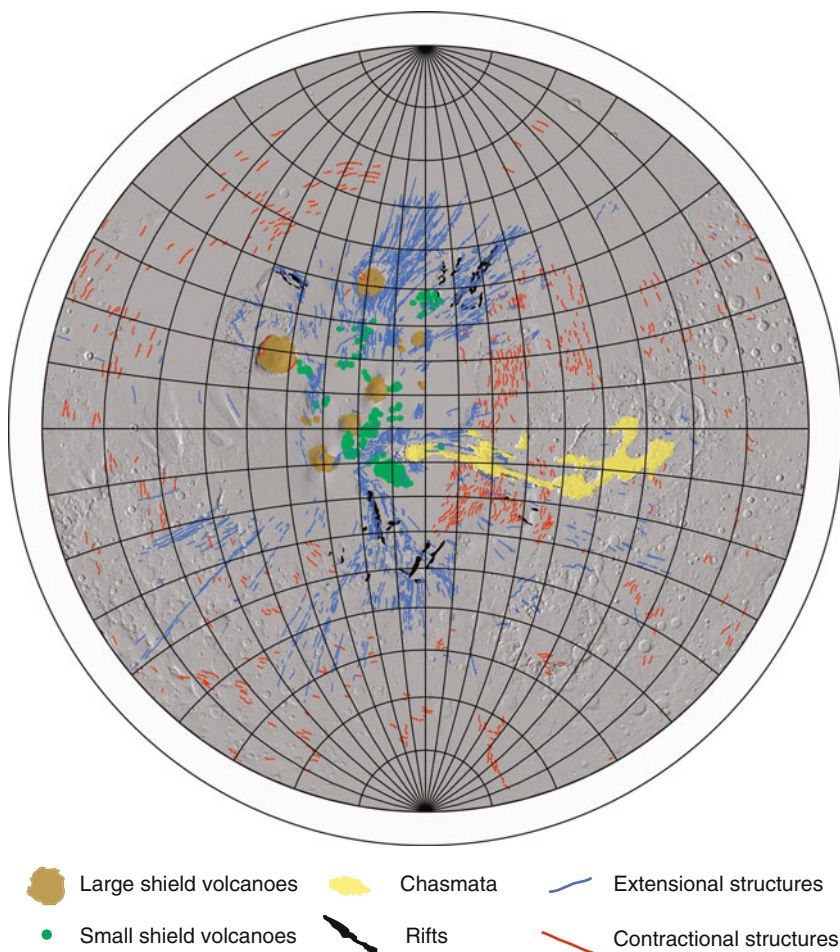 Large shield volcanoes
Chasmata
Extensional structures
Small shield volcanoes
Rifts
Contractional structures